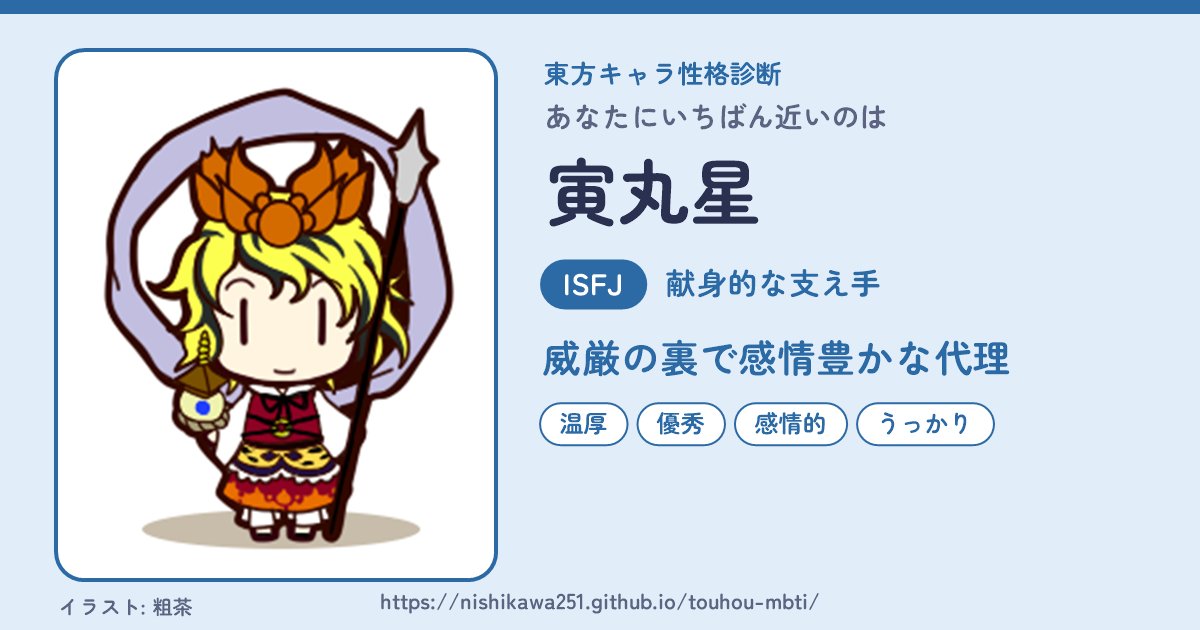 東方キャラ性格診断
あなたにいちばん近いのは
寅丸星
ISFJ 献身的な支え手
威厳の裏で感情豊かな代理
温厚 優秀 感情的 うっかり
イラスト: 粗茶
https://nishikawa251.github.io/touhou-mbti/